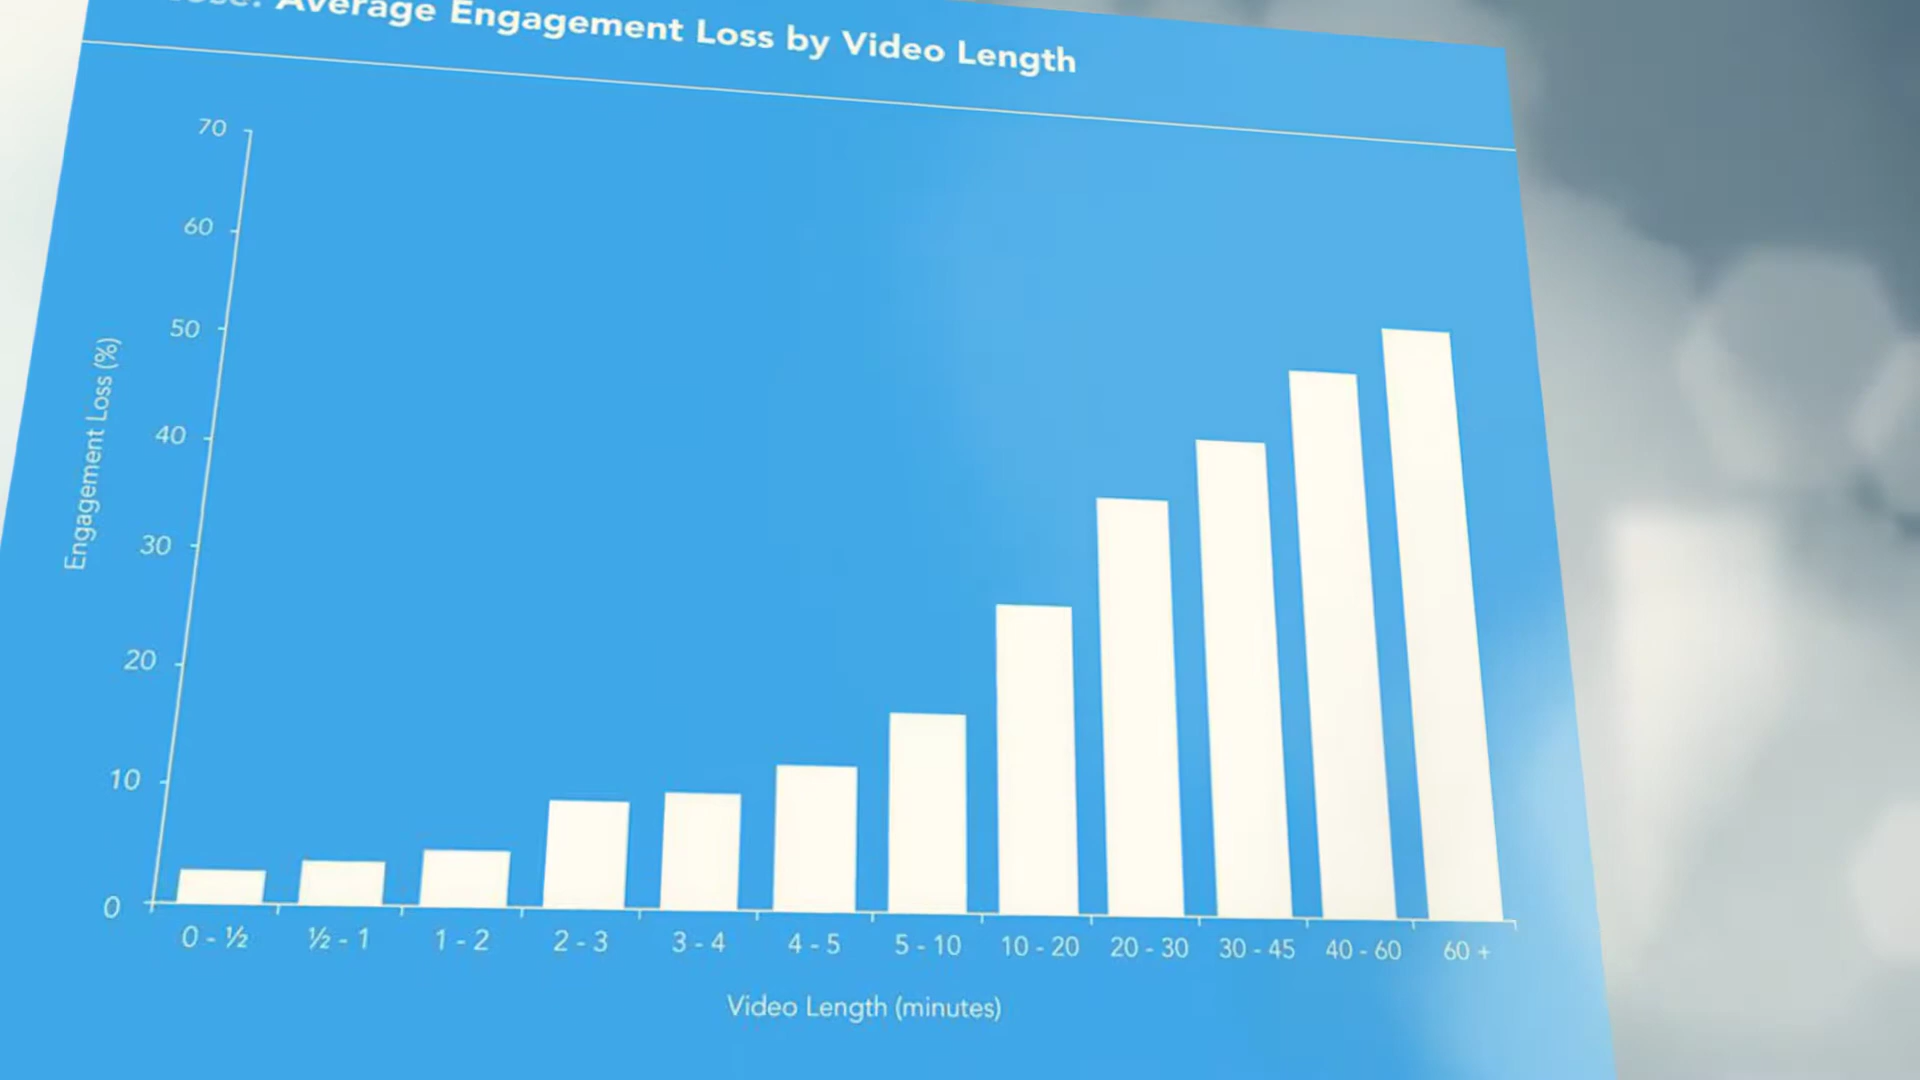 Average Engagement Loss by Video Length
70
60
50
40
30
20
10
0
Engagement Loss (%)
0 - ½ ½ - 1 1 - 2 2 - 3 3 - 4 4 - 5 5 - 10 10 - 20 20 - 30 30 - 45 40 - 60 60 +
Video Length (minutes)